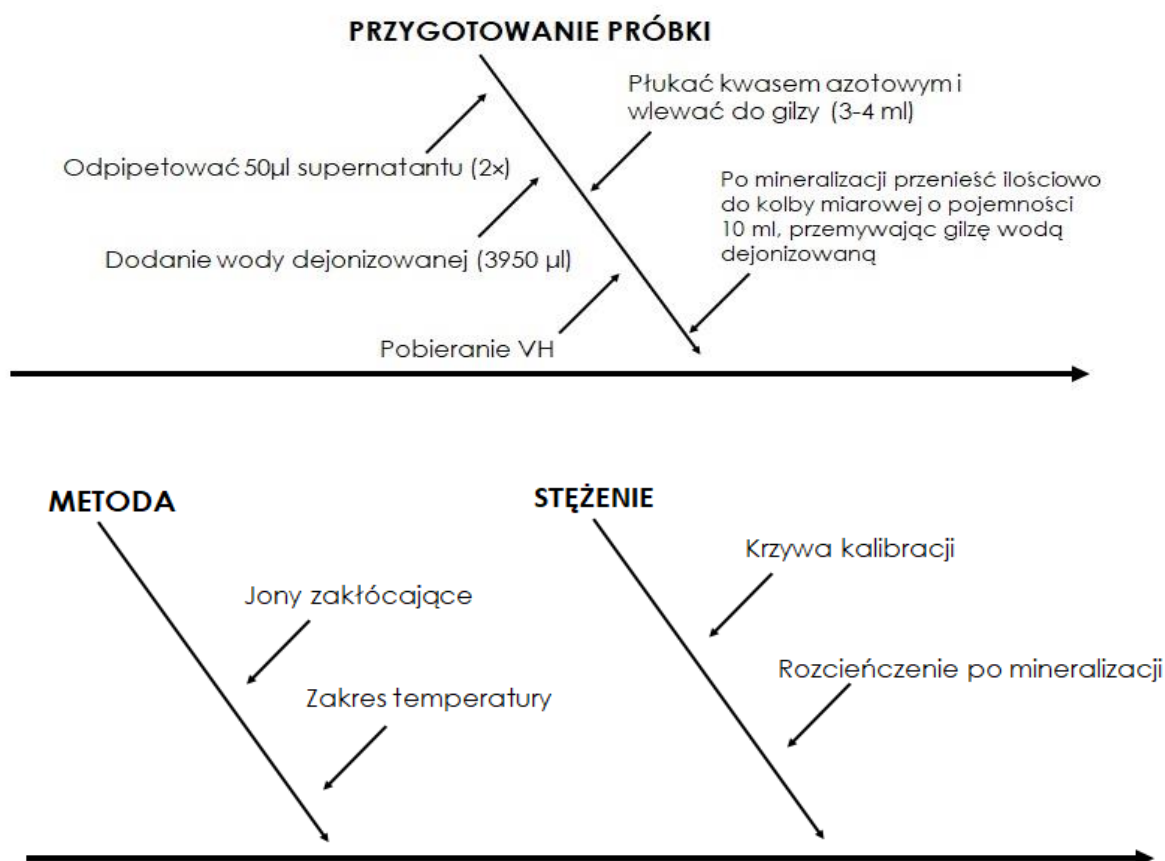 PRZYGOTOWANIE PRÓBKI
Płukać kwasem azotowym i
wlewać do gilzy (3-4 ml)
Odpipetować 50µl supernatantu (2×)
Po mineralizacji przenieść ilościowo
do kolby miarowej o pojemności
10 ml, przemywając gilzę wodą
dejonizowaną
Dodanie wody dejonizowanej (3950 µl)
Pobieranie VH
METODA
Jony zakłócające
Zakres temperatury
STĘŻENIE
Krzywa kalibracji
Rozcieńczenie po mineralizacji